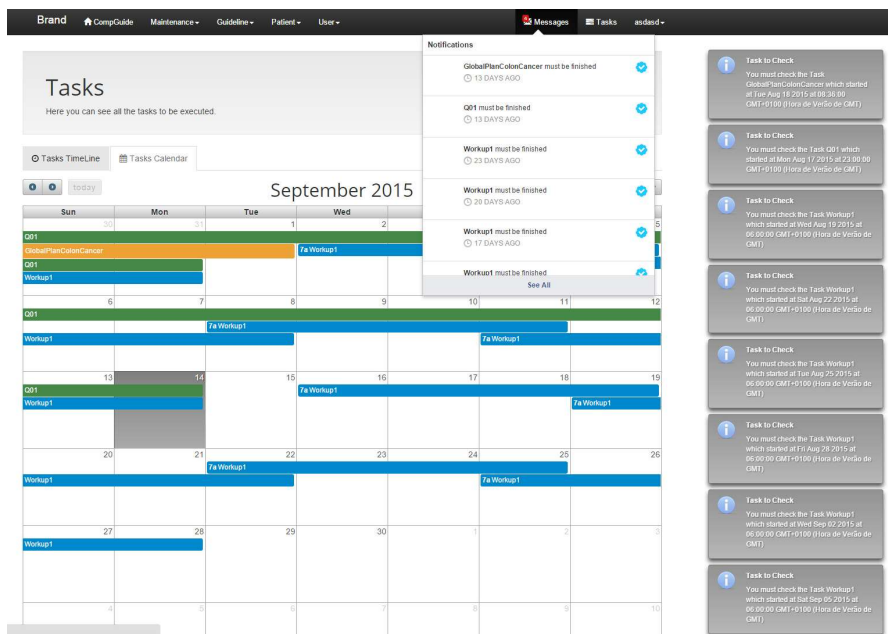 Brand CompGuide Maintenance Guideline Patient User Messages Tasks asdasd
Notifications
GlobalPlanColonCancer must be finished
13 DAYS AGO
Q01 must be finished
13 DAYS AGO
Workup1 must be finished
23 DAYS AGO
Workup1 must be finished
20 DAYS AGO
Workup1 must be finished
17 DAYS AGO
Workup1 must be finished
See All
Tasks
Here you can see all the tasks to be executed.
Tasks TimeLine Tasks Calendar
today
September 2015
Sun Mon Tue Wed
30 31 1 2 5
Q01
GlobalPlanColonCancer 7a Workup1
Q01
Workup1
6 7 8 9 10 11 12
Q01
7a Workup1
Workup1 7a Workup1
13 14 15 16 17 18 19
Q01 7a Workup1
Workup1 7a Workup1
20 21 22 23 24 25 26
7a Workup1
Workup1 7a Workup1
27 28 29 30 1 2 3
Workup1
4 5 6 7 8 9 10
Task to Check
You must check the Task
GlobalPlanColonCancer which started
at Tue Aug 18 2015 at 08:36:00
GMT+0100 (Hora de Verão de GMT)
Task to Check
You must check the Task Q01 which
started at Mon Aug 17 2015 at 23:00:00
GMT+0100 (Hora de Verão de GMT)
Task to Check
You must check the Task Workup1
which started at Wed Aug 19 2015 at
06:00:00 GMT+0100 (Hora de Verão de
GMT)
Task to Check
You must check the Task Workup1
which started at Sat Aug 22 2015 at
06:00:00 GMT+0100 (Hora de Verão de
GMT)
Task to Check
You must check the Task Workup1
which started at Tue Aug 25 2015 at
06:00:00 GMT+0100 (Hora de Verão de
GMT)
Task to Check
You must check the Task Workup1
which started at Fri Aug 28 2015 at
06:00:00 GMT+0100 (Hora de Verão de
GMT)
Task to Check
You must check the Task Workup1
which started at Wed Sep 02 2015 at
06:00:00 GMT+0100 (Hora de Verão de
GMT)
Task to Check
You must check the Task Workup1
which started at Sat Sep 05 2015 at
06:00:00 GMT+0100 (Hora de Verão de
GMT)